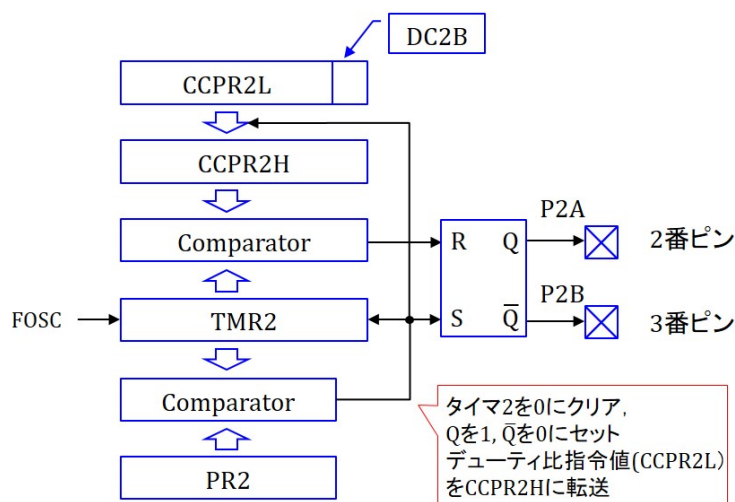 DC2B
CCPR2L
CCPR2H
Comparator
R Q
P2A
2番ピン
FOSC
TMR2
S Q̅
P2B
3番ピン
Comparator
PR2
タイマ2を0にクリア,
Qを1, Q̅を0にセット
デューティ比指令値(CCPR2L)
をCCPR2Hに転送